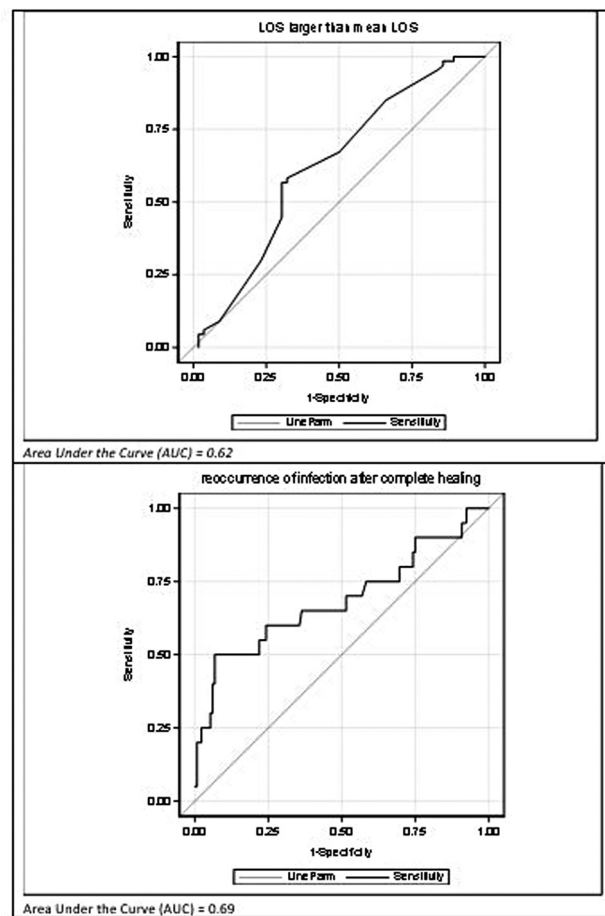 LOS larger than mean LOS
1.00
0.75
0.50
0.25
0.00
Sensitivity
0.00 0.25 0.50 0.75 1.00
1-Specificity
Line Parm Sensitivity
Area Under the Curve (AUC) = 0.62
reoccurrence of infection after complete healing
1.00
0.75
0.50
0.25
0.00
Sensitivity
0.00 0.25 0.50 0.75 1.00
1-Specificity
Line Parm Sensitivity
Area Under the Curve (AUC) = 0.69